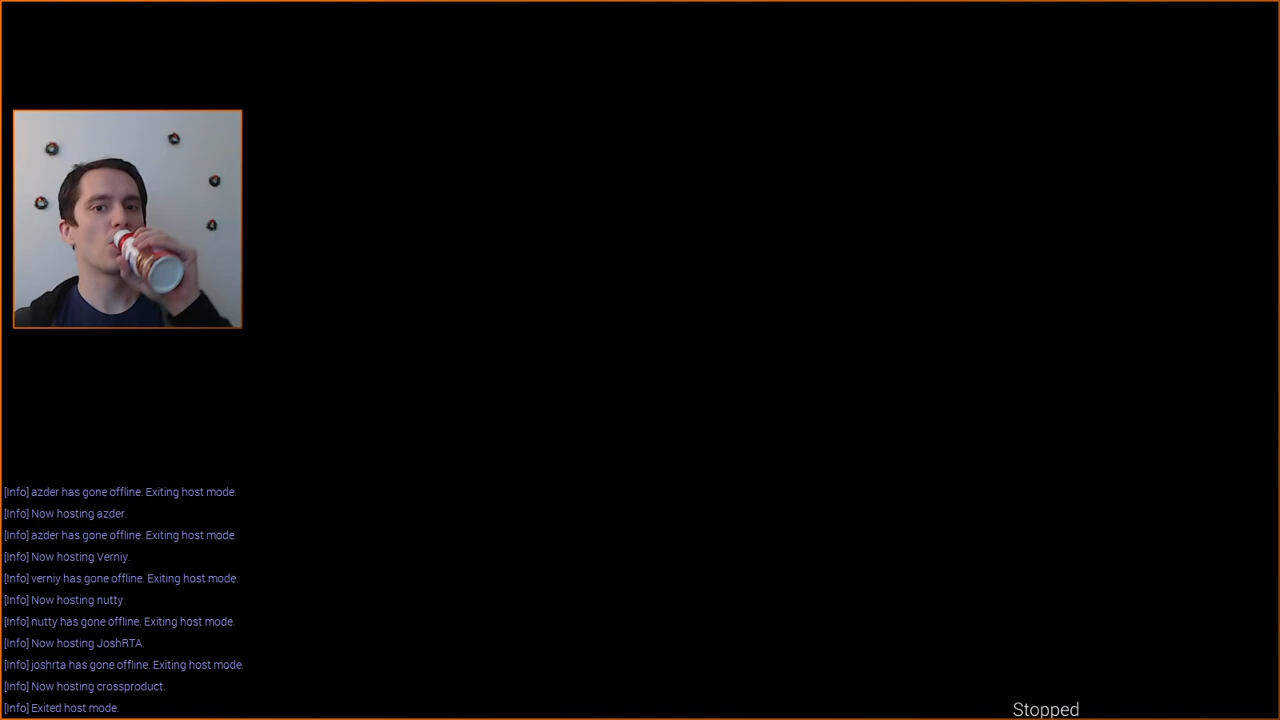 [Info] azder has gone offline. Exiting host mode.
[Info] Now hosting azder.
[Info] azder has gone offline. Exiting host mode.
[Info] Now hosting Verniy.
[Info] verniy has gone offline. Exiting host mode.
[Info] Now hosting nutty.
[Info] nutty has gone offline. Exiting host mode.
[Info] Now hosting JoshRTA.
[Info] joshrta has gone offline. Exiting host mode.
[Info] Now hosting crossproduct.
[Info] Exited host mode.
Stopped